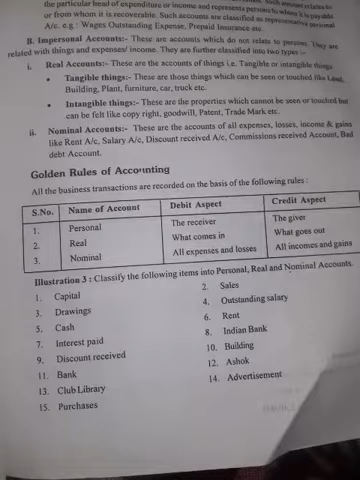 the particular head of expenditure or income and represents persons to whom it is payable
or from whom it is recoverable. Such accounts are classified as representative personal
A/c. e.g : Wages Outstanding Expense, Prepaid Insurance etc.
B. Impersonal Accounts:- These are accounts which do not relate to persons. They are
related with things and expenses/ income. They are further classified into two types :-
i. Real Accounts:- These are the accounts of things i.e. Tangible or intangible things
• Tangible things:- These are those things which can be seen or touched like Land,
Building, Plant, furniture, car, truck etc.
• Intangible things:- These are the properties which cannot be seen or touched but
can be felt like copy right, goodwill, Patent, Trade Mark etc.
ii. Nominal Accounts:- These are the accounts of all expenses, losses, income & gains
like Rent A/c, Salary A/c, Discount received A/c, Commissions received Account, Bad
debt Account.
Golden Rules of Accounting
All the business transactions are recorded on the basis of the following rules :
S.No. Name of Account Debit Aspect Credit Aspect
1. Personal The receiver The giver
2. Real What comes in What goes out
3. Nominal All expenses and losses All incomes and gains
Illustration 3 : Classify the following items into Personal, Real and Nominal Accounts.
1. Capital 2. Sales
3. Drawings 4. Outstanding salary
5. Cash 6. Rent
7. Interest paid 8. Indian Bank
9. Discount received 10. Building
11. Bank 12. Ashok
13. Club Library 14. Advertisement
15. Purchases